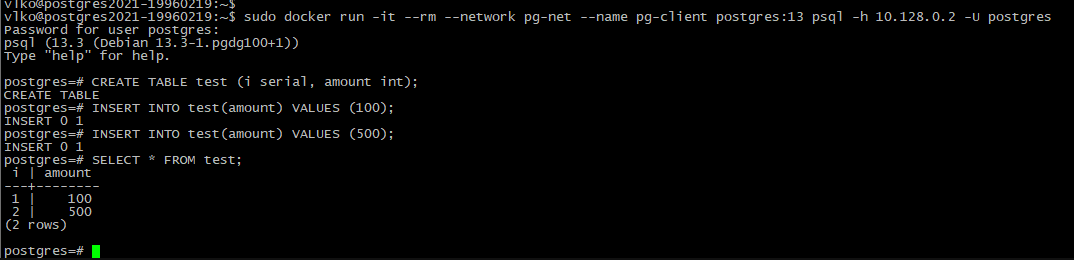 vlko@postgres2021-19960219:~$
vlko@postgres2021-19960219:~$ sudo docker run -it --rm --network pg-net --name pg-client postgres:13 psql -h 10.128.0.2 -U postgres
Password for user postgres:
psql (13.3 (Debian 13.3-1.pgdg100+1))
Type "help" for help.
postgres=# CREATE TABLE test (i serial, amount int);
CREATE TABLE
postgres=# INSERT INTO test(amount) VALUES (100);
INSERT 0 1
postgres=# INSERT INTO test(amount) VALUES (500);
INSERT 0 1
postgres=# SELECT * FROM test;
 i | amount
---+--------
 1 |    100
 2 |    500
(2 rows)
postgres=#